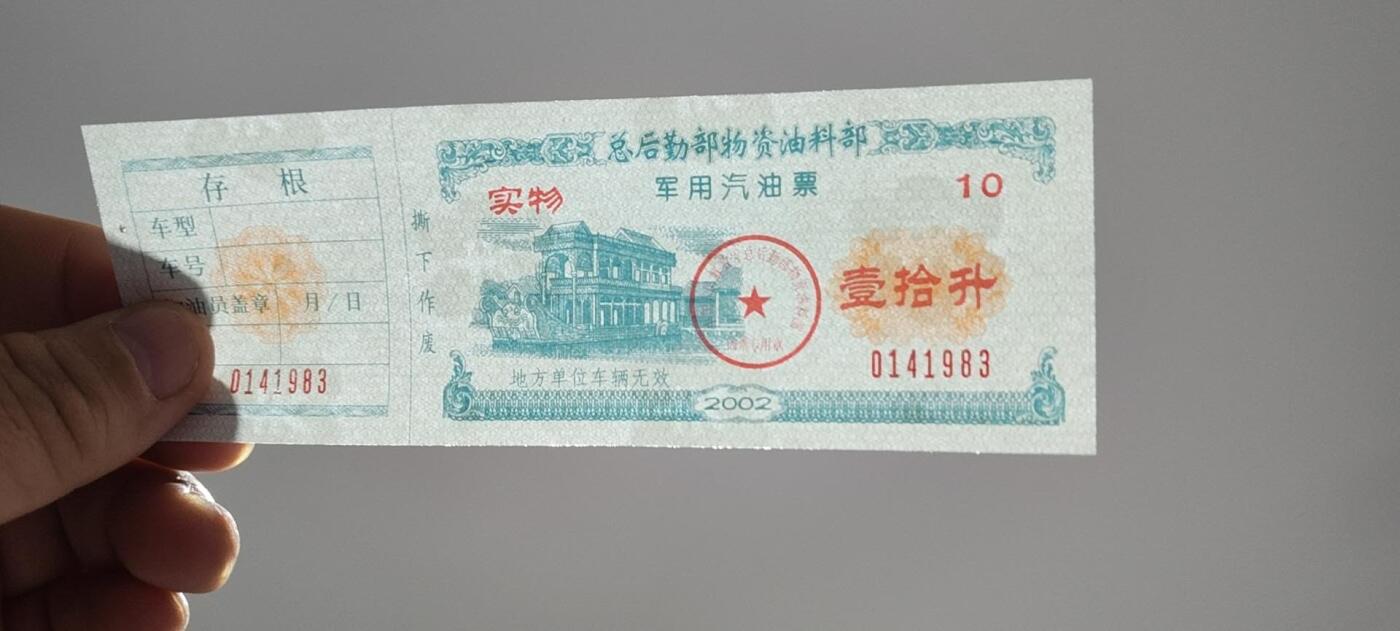 存 根
车型
车号
油员盖章 月/日
0141983
撕下作废
总后勤部物资油料部
军用汽油票
实物
10
壹拾升
0141983
地方单位车辆无效
2002